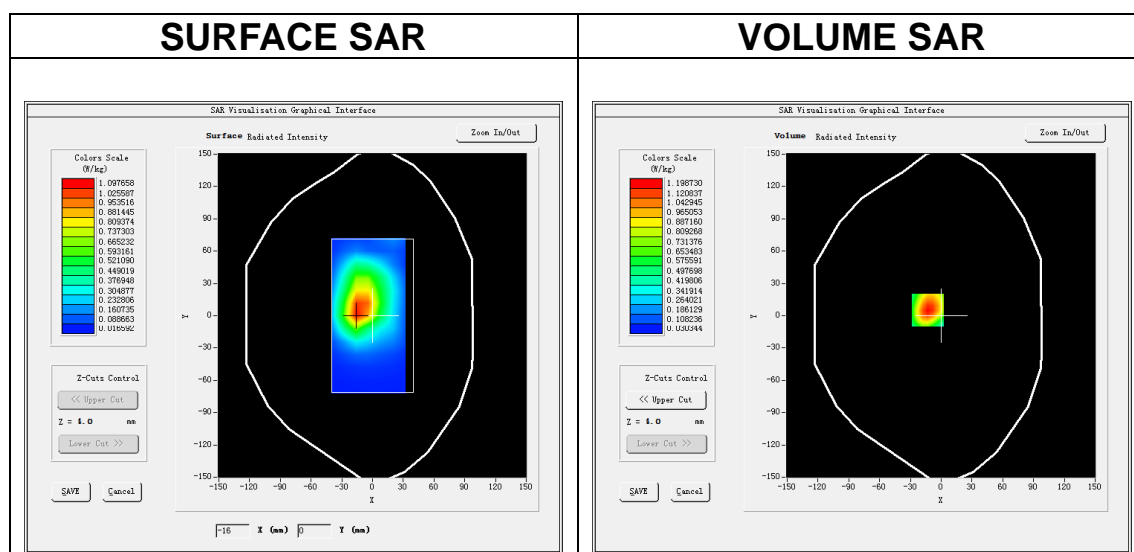 SURFACE SAR
SAR Visualisation Graphical Interface
Surface Radiated Intensity
Zoom In/Out
Colors Scale
(W/kg)
1.097658
1.025587
0.953516
0.881445
0.809374
0.737303
0.665232
0.593161
0.521090
0.449019
0.376948
0.304877
0.232806
0.160735
0.088663
0.016592
Z-Cuts Control
<< Upper Cut
Z = 4.0 mm
Lower Cut >>
SAVE Cancel
150
120
90
60
30
0
-30
-60
-90
-120
-150
Y
-150 -120 -90 -60 -30 0 30 60 90 120 150
X
-16 X (mm) 0 Y (mm)
VOLUME SAR
SAR Visualisation Graphical Interface
Volume Radiated Intensity
Zoom In/Out
Colors Scale
(W/kg)
1.198730
1.120837
1.042945
0.965053
0.887160
0.809268
0.731376
0.653483
0.575591
0.497698
0.419806
0.341914
0.264021
0.186129
0.108236
0.030344
Z-Cuts Control
<< Upper Cut
Z = 4.0 mm
Lower Cut >>
SAVE Cancel
150
120
90
60
30
0
-30
-60
-90
-120
-150
Y
-150 -120 -90 -60 -30 0 30 60 90 120 150
X